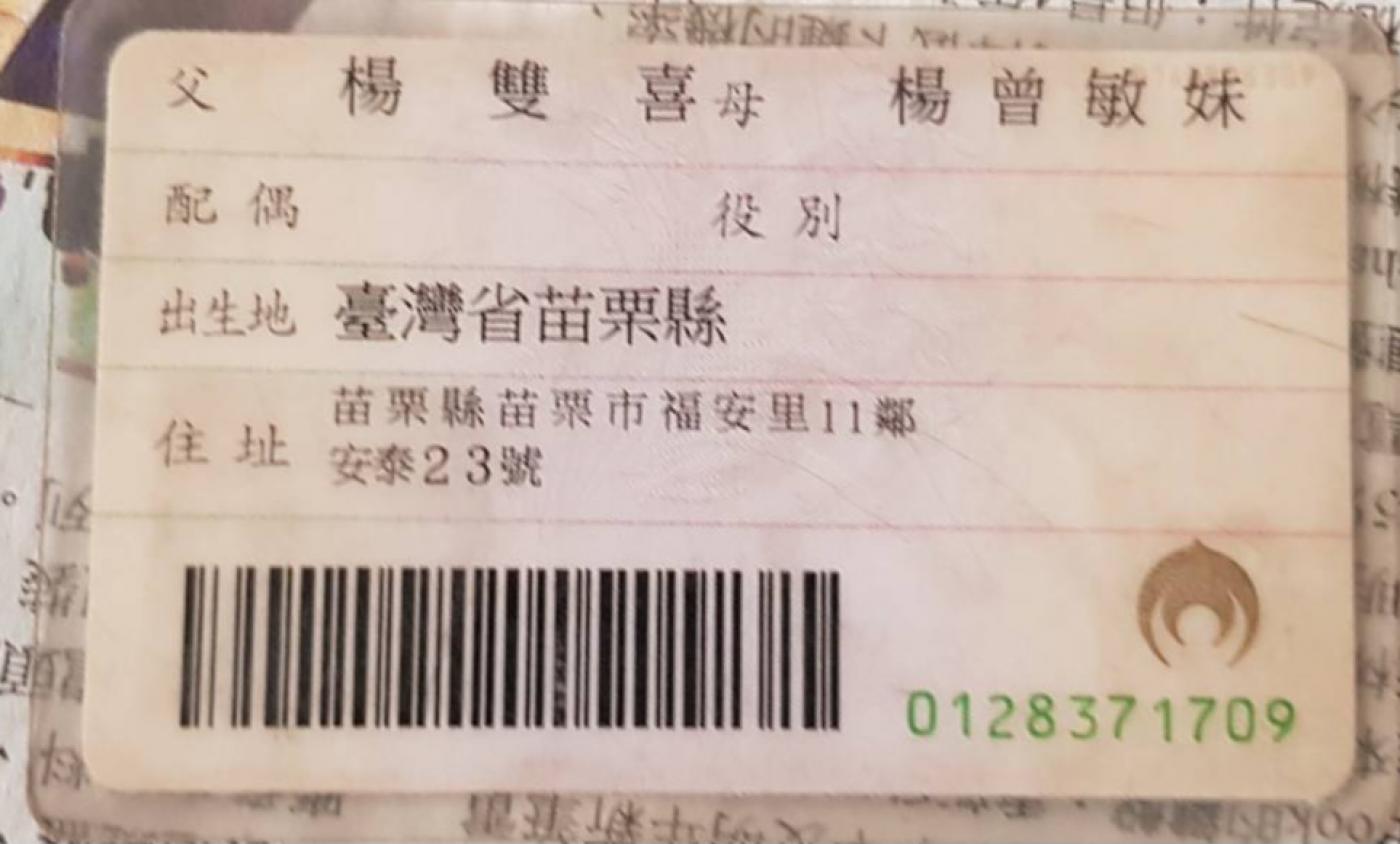 父 楊雙喜 母 楊曾敏妹
配偶 役別
出生地 臺灣省苗栗縣
住址 苗栗縣苗栗市福安里11鄰
安泰23號
0128371709